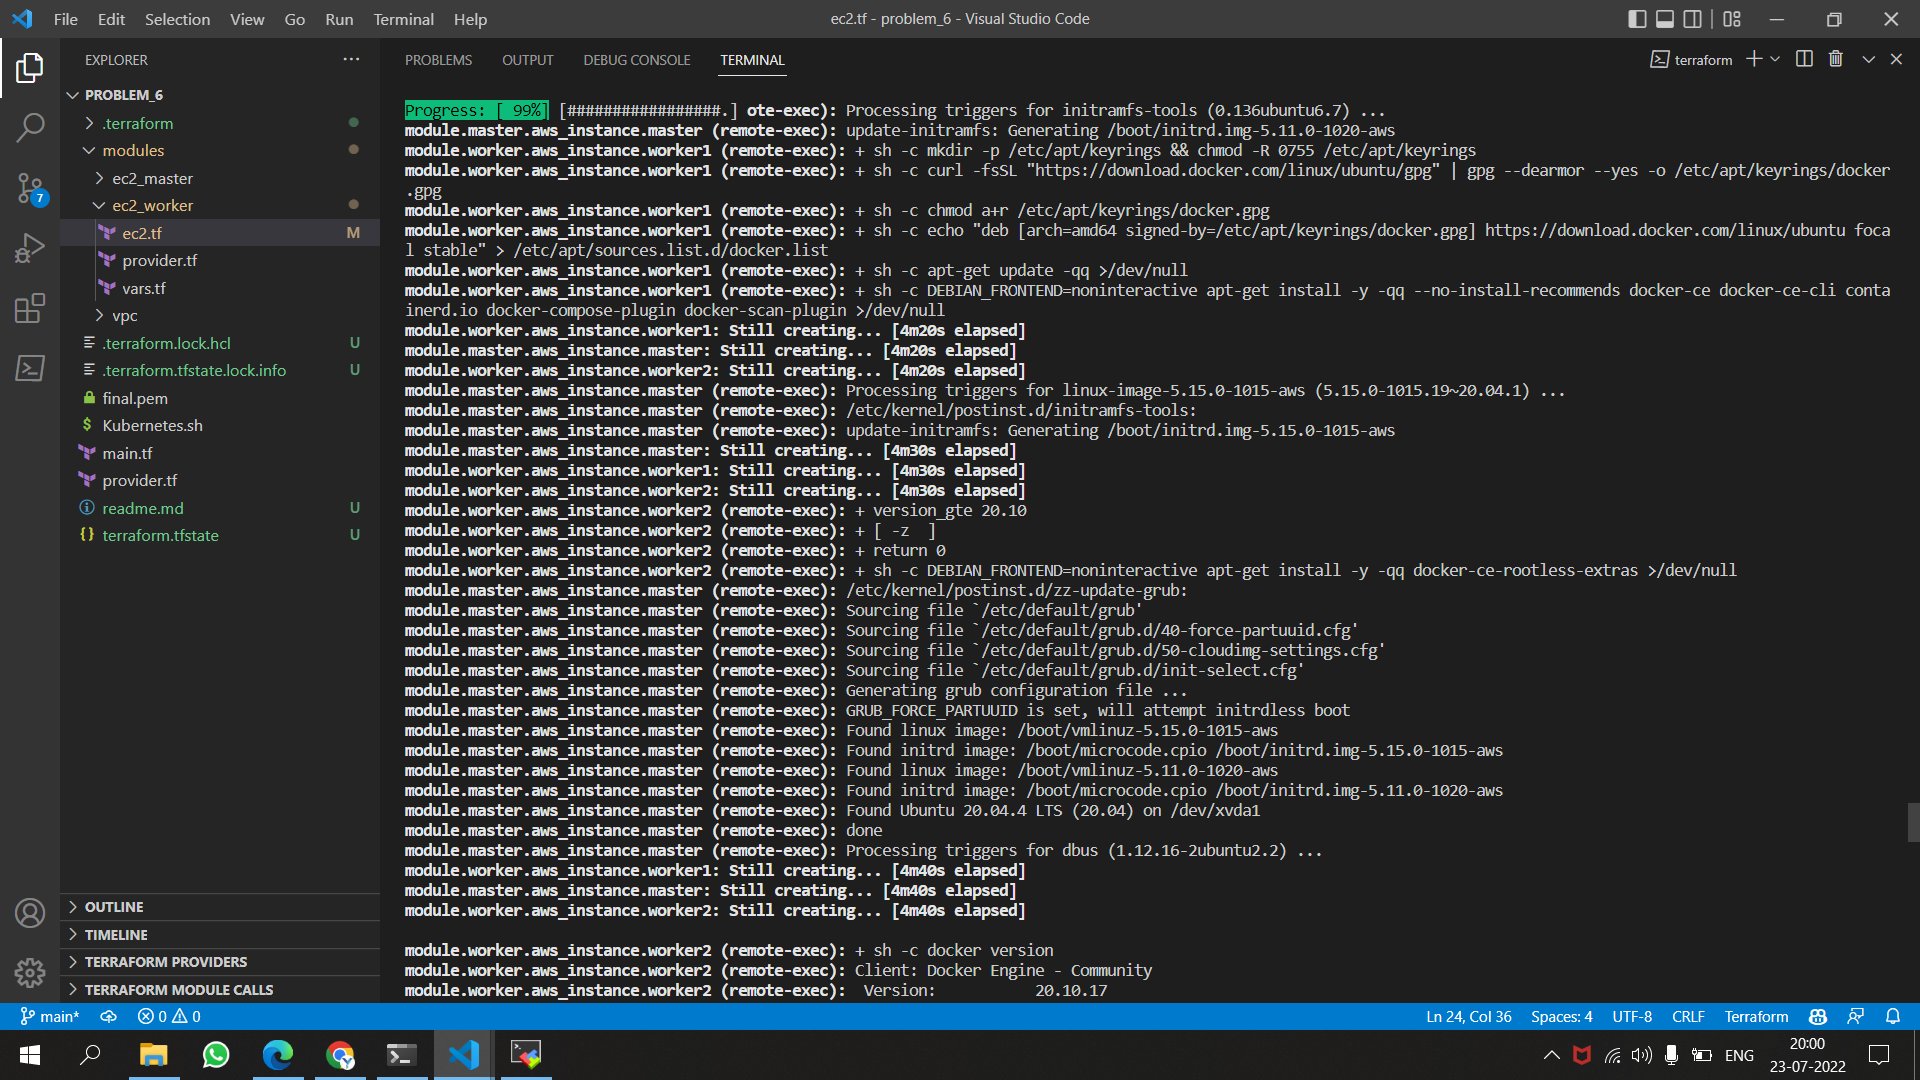 File Edit Selection View Go Run Terminal Help
ec2.tf - problem_6 - Visual Studio Code
EXPLORER
PROBLEM_6
.terraform
modules
ec2_master
ec2_worker
ec2.tf M
provider.tf
vars.tf
vpc
.terraform.lock.hcl U
.terraform.tfstate.lock.info U
final.pem
Kubernetes.sh
main.tf
provider.tf
readme.md U
terraform.tfstate U
OUTLINE
TIMELINE
TERRAFORM PROVIDERS
TERRAFORM MODULE CALLS
7
PROBLEMS OUTPUT DEBUG CONSOLE TERMINAL
terraform
Progress: [ 99%] [#################.] ote-exec): Processing triggers for initramfs-tools (0.136ubuntu6.7) ...
module.master.aws_instance.master (remote-exec): update-initramfs: Generating /boot/initrd.img-5.11.0-1020-aws
module.worker.aws_instance.worker1 (remote-exec): + sh -c mkdir -p /etc/apt/keyrings && chmod -R 0755 /etc/apt/keyrings
module.worker.aws_instance.worker1 (remote-exec): + sh -c curl -fsSL "https://download.docker.com/linux/ubuntu/gpg" | gpg --dearmor --yes -o /etc/apt/keyrings/docker
.gpg
module.worker.aws_instance.worker1 (remote-exec): + sh -c chmod a+r /etc/apt/keyrings/docker.gpg
module.worker.aws_instance.worker1 (remote-exec): + sh -c echo "deb [arch=amd64 signed-by=/etc/apt/keyrings/docker.gpg] https://download.docker.com/linux/ubuntu foca
l stable" > /etc/apt/sources.list.d/docker.list
module.worker.aws_instance.worker1 (remote-exec): + sh -c apt-get update -qq >/dev/null
module.worker.aws_instance.worker1 (remote-exec): + sh -c DEBIAN_FRONTEND=noninteractive apt-get install -y -qq --no-install-recommends docker-ce docker-ce-cli conta
inerd.io docker-compose-plugin docker-scan-plugin >/dev/null
module.worker.aws_instance.worker1: Still creating... [4m20s elapsed]
module.master.aws_instance.master: Still creating... [4m20s elapsed]
module.worker.aws_instance.worker2: Still creating... [4m20s elapsed]
module.master.aws_instance.master (remote-exec): Processing triggers for linux-image-5.15.0-1015-aws (5.15.0-1015.19~20.04.1) ...
module.master.aws_instance.master (remote-exec): /etc/kernel/postinst.d/initramfs-tools:
module.master.aws_instance.master (remote-exec): update-initramfs: Generating /boot/initrd.img-5.15.0-1015-aws
module.master.aws_instance.master: Still creating... [4m30s elapsed]
module.worker.aws_instance.worker1: Still creating... [4m30s elapsed]
module.worker.aws_instance.worker2: Still creating... [4m30s elapsed]
module.worker.aws_instance.worker2 (remote-exec): + version_gte 20.10
module.worker.aws_instance.worker2 (remote-exec): + [ -z  ]
module.worker.aws_instance.worker2 (remote-exec): + return 0
module.worker.aws_instance.worker2 (remote-exec): + sh -c DEBIAN_FRONTEND=noninteractive apt-get install -y -qq docker-ce-rootless-extras >/dev/null
module.master.aws_instance.master (remote-exec): /etc/kernel/postinst.d/zz-update-grub:
module.master.aws_instance.master (remote-exec): Sourcing file `/etc/default/grub'
module.master.aws_instance.master (remote-exec): Sourcing file `/etc/default/grub.d/40-force-partuuid.cfg'
module.master.aws_instance.master (remote-exec): Sourcing file `/etc/default/grub.d/50-cloudimg-settings.cfg'
module.master.aws_instance.master (remote-exec): Sourcing file `/etc/default/grub.d/init-select.cfg'
module.master.aws_instance.master (remote-exec): Generating grub configuration file ...
module.master.aws_instance.master (remote-exec): GRUB_FORCE_PARTUUID is set, will attempt initrdless boot
module.master.aws_instance.master (remote-exec): Found linux image: /boot/vmlinuz-5.15.0-1015-aws
module.master.aws_instance.master (remote-exec): Found initrd image: /boot/microcode.cpio /boot/initrd.img-5.15.0-1015-aws
module.master.aws_instance.master (remote-exec): Found linux image: /boot/vmlinuz-5.11.0-1020-aws
module.master.aws_instance.master (remote-exec): Found initrd image: /boot/microcode.cpio /boot/initrd.img-5.11.0-1020-aws
module.master.aws_instance.master (remote-exec): Found Ubuntu 20.04.4 LTS (20.04) on /dev/xvda1
module.master.aws_instance.master (remote-exec): done
module.master.aws_instance.master (remote-exec): Processing triggers for dbus (1.12.16-2ubuntu2.2) ...
module.worker.aws_instance.worker1: Still creating... [4m40s elapsed]
module.master.aws_instance.master: Still creating... [4m40s elapsed]
module.worker.aws_instance.worker2: Still creating... [4m40s elapsed]
module.worker.aws_instance.worker2 (remote-exec): + sh -c docker version
module.worker.aws_instance.worker2 (remote-exec): Client: Docker Engine - Community
module.worker.aws_instance.worker2 (remote-exec):  Version:           20.10.17
main* 0 0
Ln 24, Col 36 Spaces: 4 UTF-8 CRLF Terraform
ENG
20:00
23-07-2022